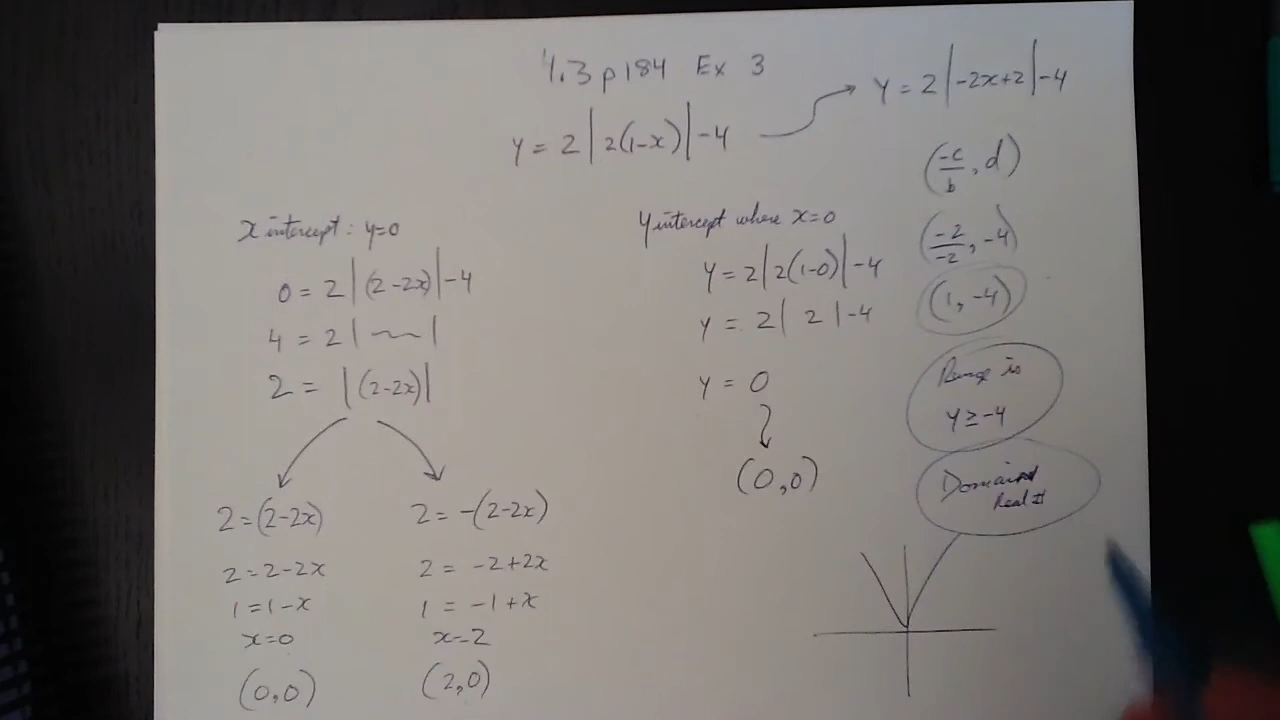 4.3 p184 Ex 3
y = 2|2(1-x)|-4
y = 2|-2x+2|-4
(-c/b, d)
(-2/-2, -4)
(1, -4)
Range is
y ≥ -4
Domain
Real #
x intercept: y=0
0 = 2|(2-2x)|-4
4 = 2| ~~ |
2 = |(2-2x)|
2=(2-2x)
2=2-2x
1=1-x
x=0
(0,0)
2=-(2-2x)
2 = -2+2x
1 = -1+x
x=2
(2,0)
y intercept where x=0
y = 2|2(1-0)|-4
y = 2| 2 |-4
y = 0
(0,0)